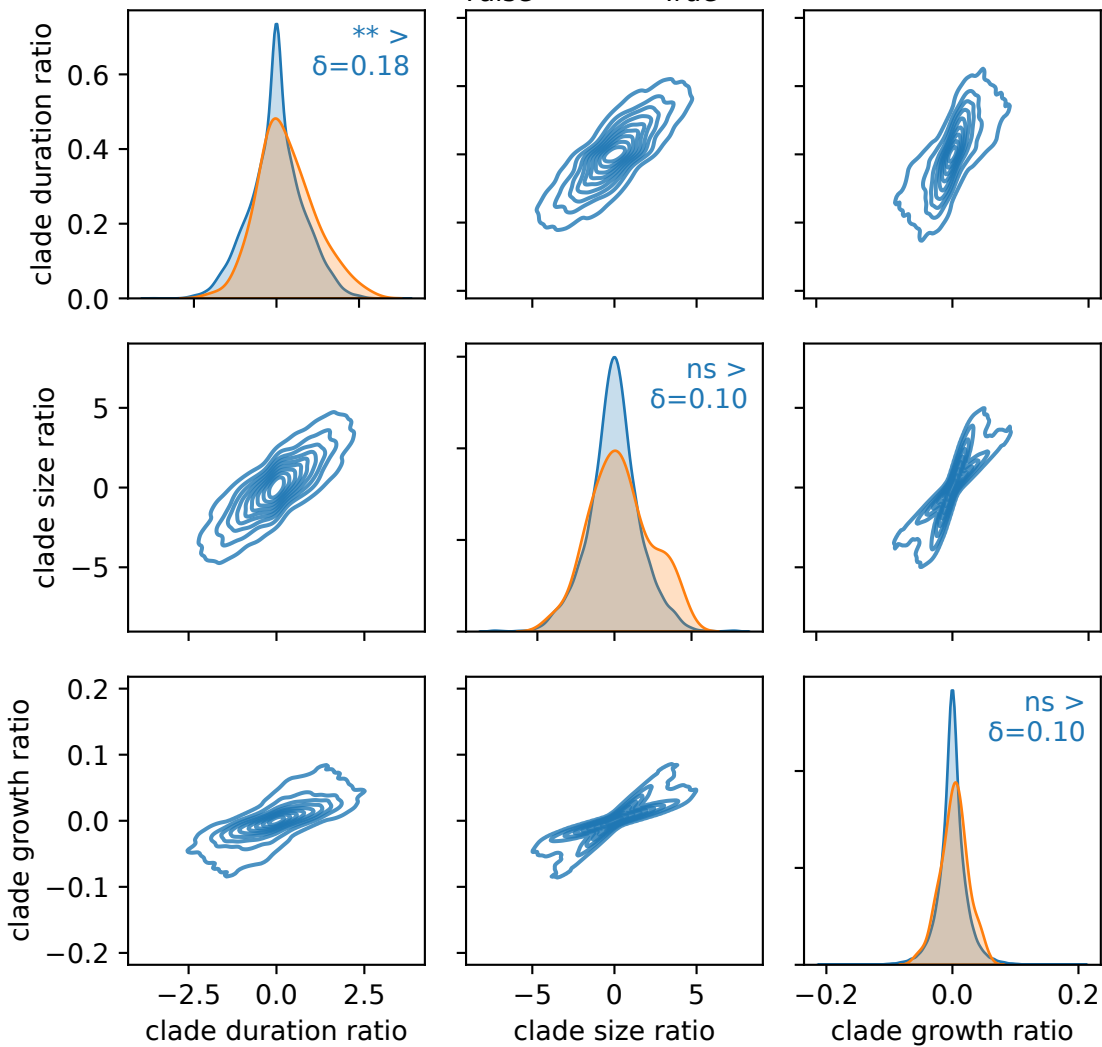 clade duration ratio
0.6
0.4
0.2
0.0
** >
δ=0.18
clade size ratio
5
0
−5
ns >
δ=0.10
clade growth ratio
0.2
0.1
0.0
−0.1
−0.2
ns >
δ=0.10
−2.5 0.0 2.5
clade duration ratio
−5 0 5
clade size ratio
−0.2 0.0 0.2
clade growth ratio